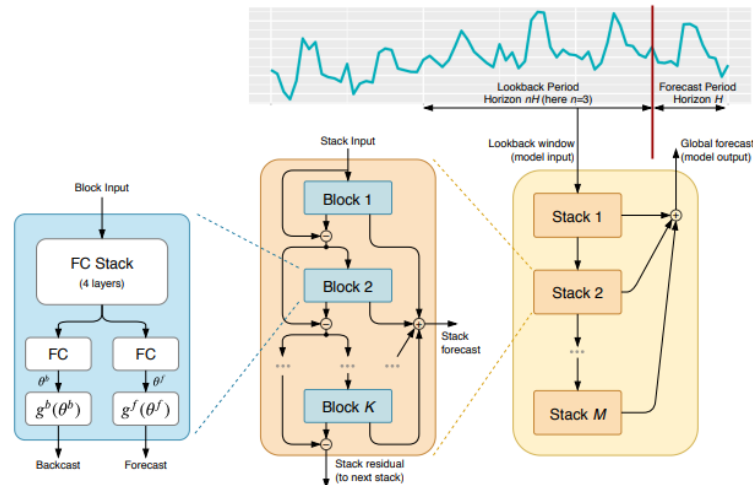 Lookback Period
Horizon nH (here n=3)
Forecast Period
Horizon H
Block Input
FC Stack
(4 layers)
FC
FC
θᵇ
θᶠ
gᵇ(θᵇ)
gᶠ(θᶠ)
Backcast
Forecast
Stack Input
Block 1
−
Block 2
−
+
Stack
forecast
...
...
...
Block K
−
Stack residual
(to next stack)
Lookback window
(model input)
Global forecast
(model output)
Stack 1
+
Stack 2
...
Stack M